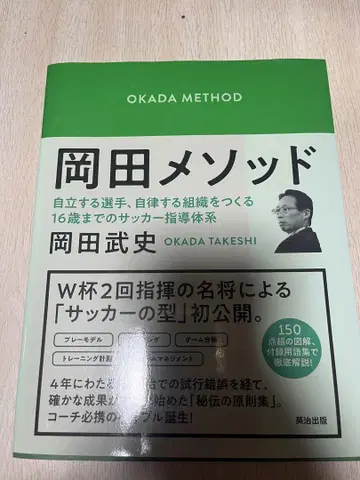 OKADA METHOD
岡田メソッド
自立する選手、自律する組織をつくる
16歳までのサッカー指導体系
岡田武史 OKADA TAKESHI
W杯2回指揮の名将による
「サッカーの型」初公開。
プレーモデル ング ゲーム分析
トレーニング計画 ムマネジメント
150
点超の図解、
付録用語集で
徹底解説!
4年にわた 治での試行錯誤を経て、
確かな成果が 始めた「秘伝の原則集」。
コーチ必携の ブル誕生!
英治出版